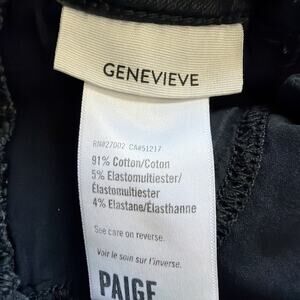 GENEVIEVE
RN#27002 CA#51217
91% Cotton/Coton
5% Elastomultiester/
Élastomultiester
4% Elastane/Élasthanne
See care on reverse.
Voir le soin sur l'inverse.
PAIGE